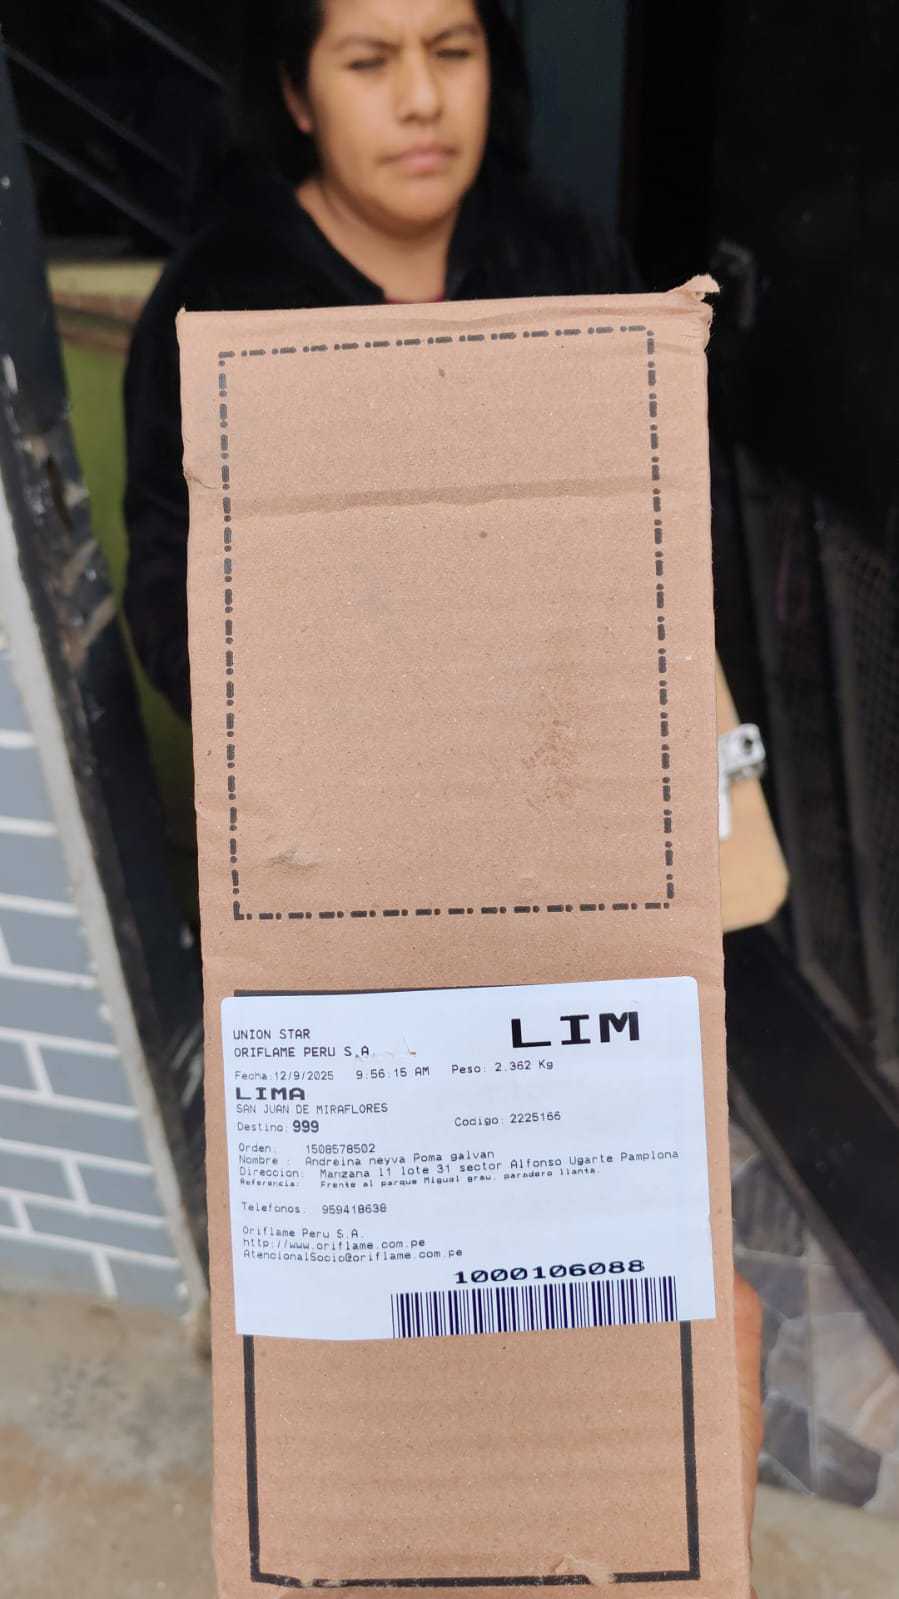 UNION STAR
LIM
ORIFLAME PERU S.A.
Fecha:12/9/2025 9:56:15 AM Peso: 2.362 Kg
LIMA
SAN JUAN DE MIRAFLORES
Destino: 999 Codigo: 2225166
Orden: 1508578502
Nombre : Andreina neyva Poma galvan
Direccion: Manzana l1 lote 31 sector Alfonso Ugarte Pamplona
Referencia: Frente al parque Miguel grau. paradero llanta.
Telefonos: 959418638
Oriflame Peru S.A.
http://www.oriflame.com.pe
AtencionalSocio@oriflame.com.pe
1000106088